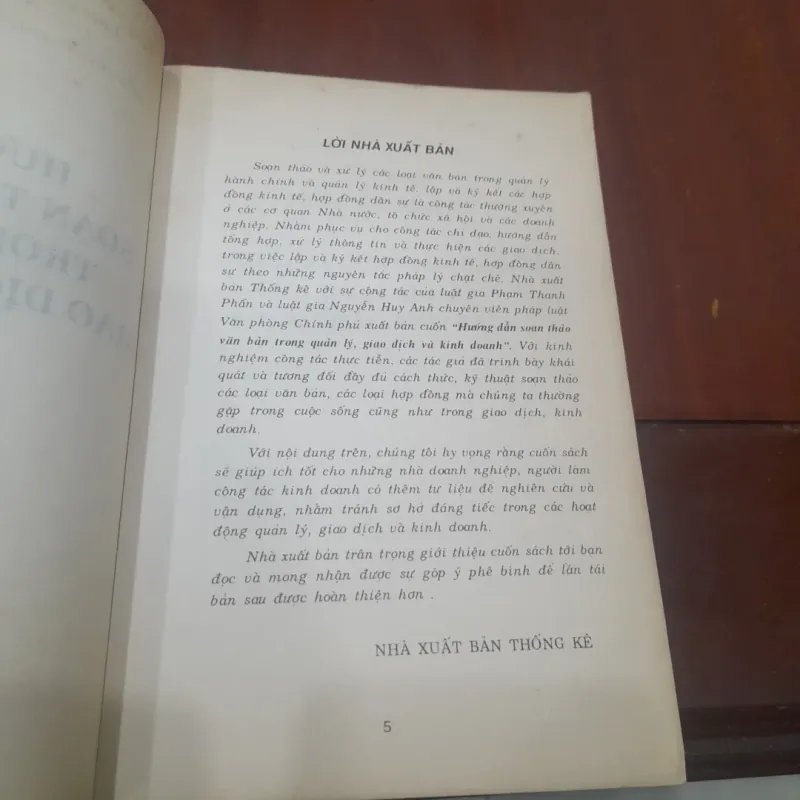 LỜI NHÀ XUẤT BẢN
Soạn thảo và xử lý các loại văn bản trong quản lý
hành chính và quản lý kinh tế, lập và ký kết các hợp
đồng kinh tế, hợp đồng dân sự là công tác thường xuyên
ở các cơ quan Nhà nước, tổ chức xã hội và các doanh
nghiệp. Nhằm phục vụ cho công tác chỉ đạo, hướng dẫn
tổng hợp, xử lý thông tin và thực hiện các giao dịch
trong việc lập và ký kết hợp đồng kinh tế, hợp đồng dân
sự theo những nguyên tác pháp lý chặt chẽ. Nhà xuất
bản Thống kê với sự cộng tác của luật gia Phạm Thanh
Phấn và luật gia Nguyễn Huy Anh chuyên viên pháp luật
Văn phòng Chính phủ xuất bản cuốn "Hướng dẫn soạn thảo
văn bản trong quản lý, giao dịch và kinh doanh". Với kinh
nghiệm công tác thực tiễn, các tác giả đã trình bày khái
quát và tương đối đầy đủ cách thức, kỹ thuật soạn thảo
các loại văn bản, các loại hợp đồng mà chúng ta thường
gặp trong cuộc sống cũng như trong giao dịch, kinh
doanh.
Với nội dung trên, chúng tôi hy vọng rằng cuốn sách
sẽ giúp ích tốt cho những nhà doanh nghiệp, người làm
công tác kinh doanh có thêm tư liệu để nghiên cứu và
vận dụng, nhằm tránh sơ hở đáng tiếc trong các hoạt
động quản lý, giao dịch và kinh doanh.
Nhà xuất bản trân trọng giới thiệu cuốn sách tới bạn
đọc và mong nhận được sự góp ý phê bình để lần tái
bản sau được hoàn thiện hơn .
NHÀ XUẤT BẢN THỐNG KÊ
5